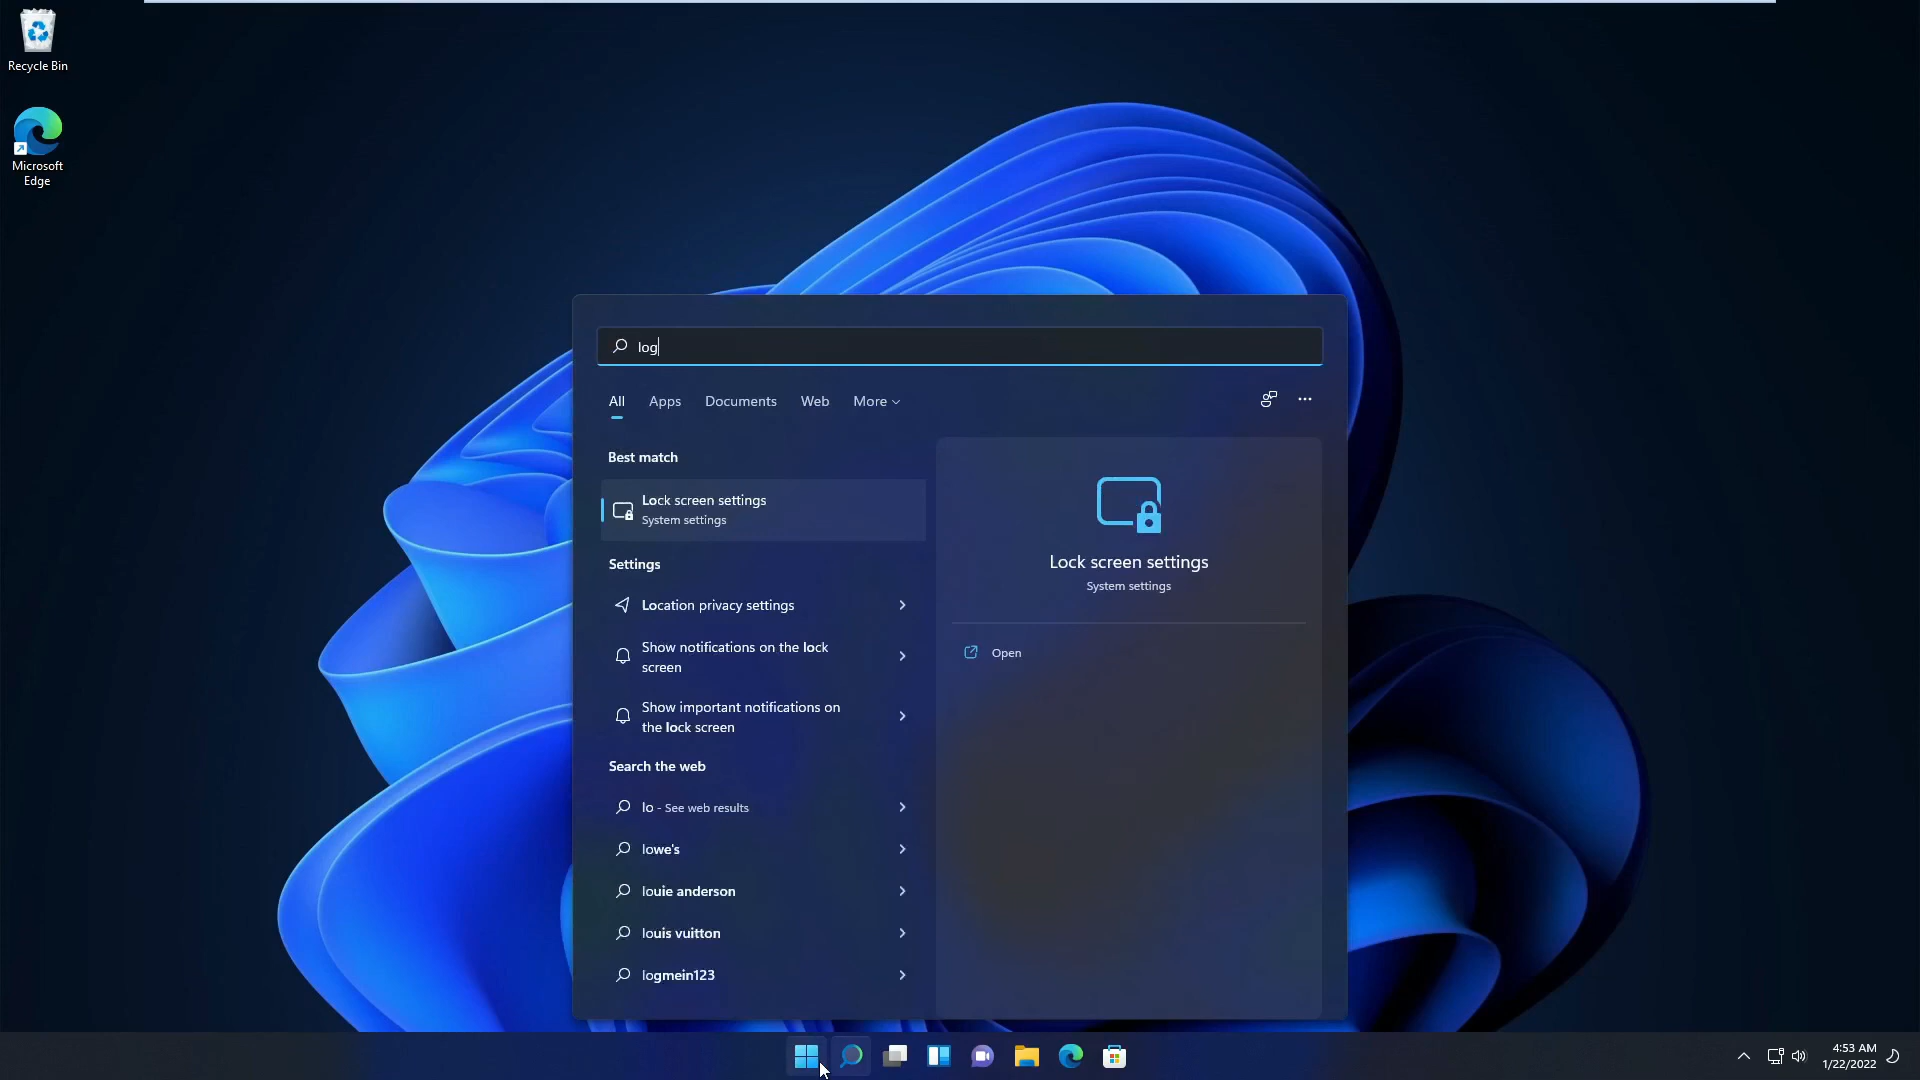 Recycle Bin
Microsoft
Edge
log
All Apps Documents Web More
Best match
Lock screen settings
System settings
Settings
Location privacy settings
Show notifications on the lock
screen
Show important notifications on
the lock screen
Search the web
lo - See web results
lowe's
louie anderson
louis vuitton
logmein123
Lock screen settings
System settings
Open
4:53 AM
1/22/2022